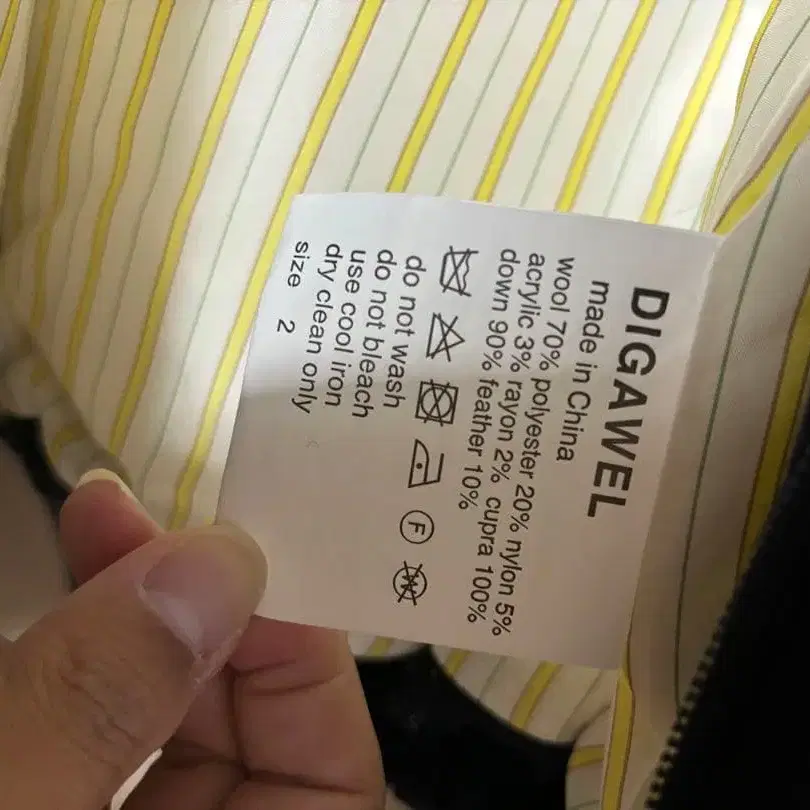 DIGAWEL
made in China
wool 70% polyester 20% nylon 5%
acrylic 3% rayon 2% cupra 100%
down 90% feather 10%
F
W
do not wash
do not bleach
use cool iron
dry clean only
size 2